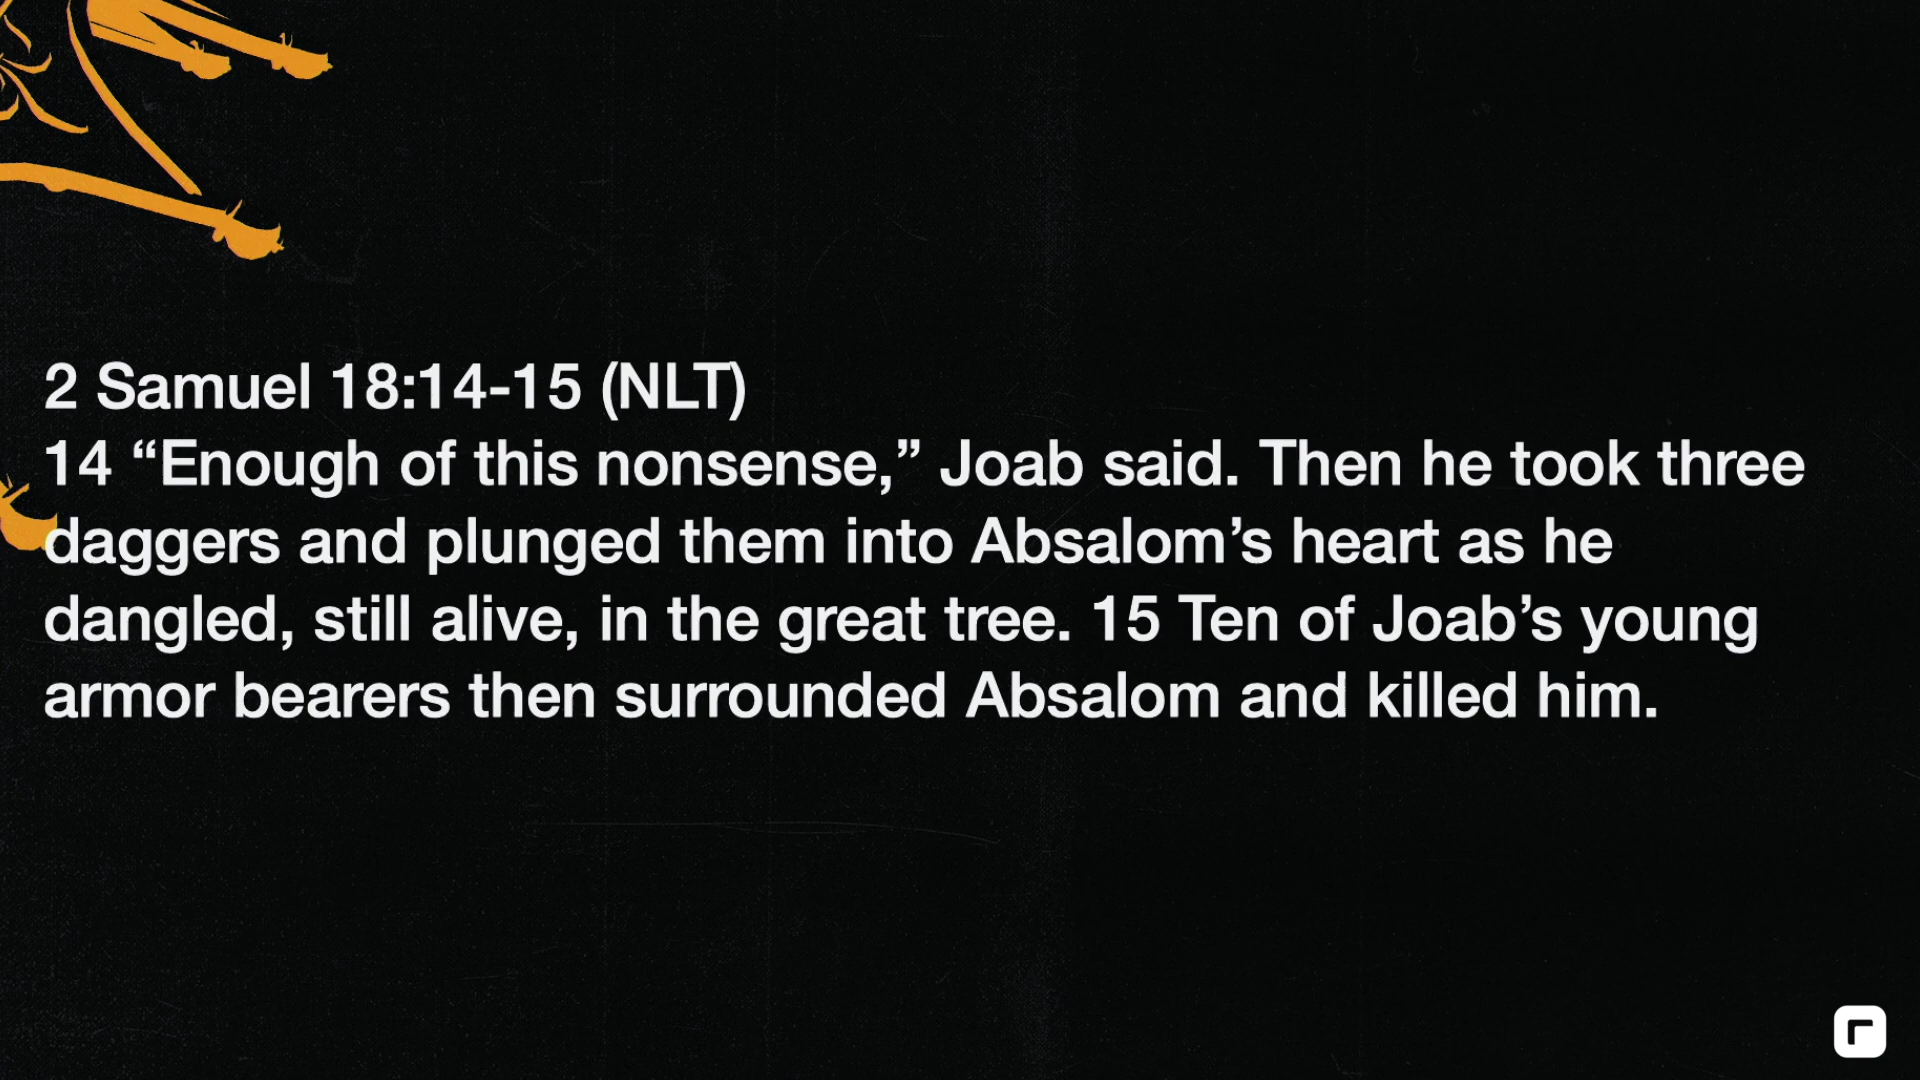 2 Samuel 18:14-15 (NLT)
14 “Enough of this nonsense,” Joab said. Then he took three
daggers and plunged them into Absalom’s heart as he
dangled, still alive, in the great tree. 15 Ten of Joab’s young
armor bearers then surrounded Absalom and killed him.